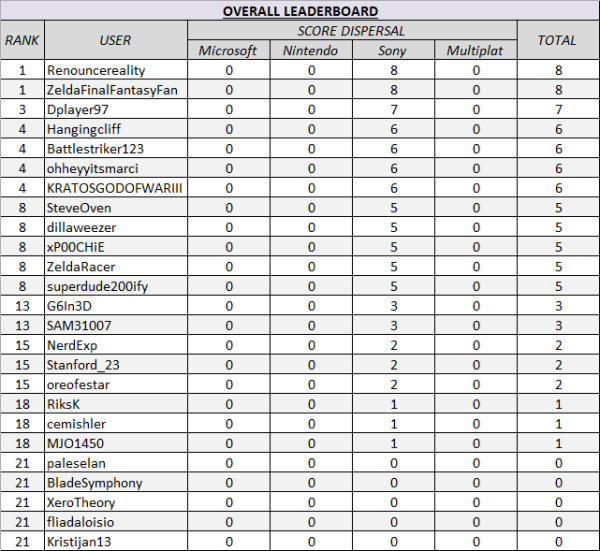 OVERALL LEADERBOARD
RANK USER SCORE DISPERSAL TOTAL
Microsoft Nintendo Sony Multiplat
1 Renouncereality 0 0 8 0 8
1 ZeldaFinalFantasyFan 0 0 8 0 8
3 Dplayer97 0 0 7 0 7
4 Hangingcliff 0 0 6 0 6
4 Battlestriker123 0 0 6 0 6
4 ohheyyitsmarci 0 0 6 0 6
4 KRATOSGODOFWARIII 0 0 6 0 6
8 SteveOven 0 0 5 0 5
8 dillaweezer 0 0 5 0 5
8 xP00CHiE 0 0 5 0 5
8 ZeldaRacer 0 0 5 0 5
8 superdude200ify 0 0 5 0 5
13 G6In3D 0 0 3 0 3
13 SAM31007 0 0 3 0 3
15 NerdExp 0 0 2 0 2
15 Stanford_23 0 0 2 0 2
15 oreofestar 0 0 2 0 2
18 RiksK 0 0 1 0 1
18 cemishler 0 0 1 0 1
18 MJO1450 0 0 1 0 1
21 paleselan 0 0 0 0 0
21 BladeSymphony 0 0 0 0 0
21 XeroTheory 0 0 0 0 0
21 fliadaloisio 0 0 0 0 0
21 Kristijan13 0 0 0 0 0